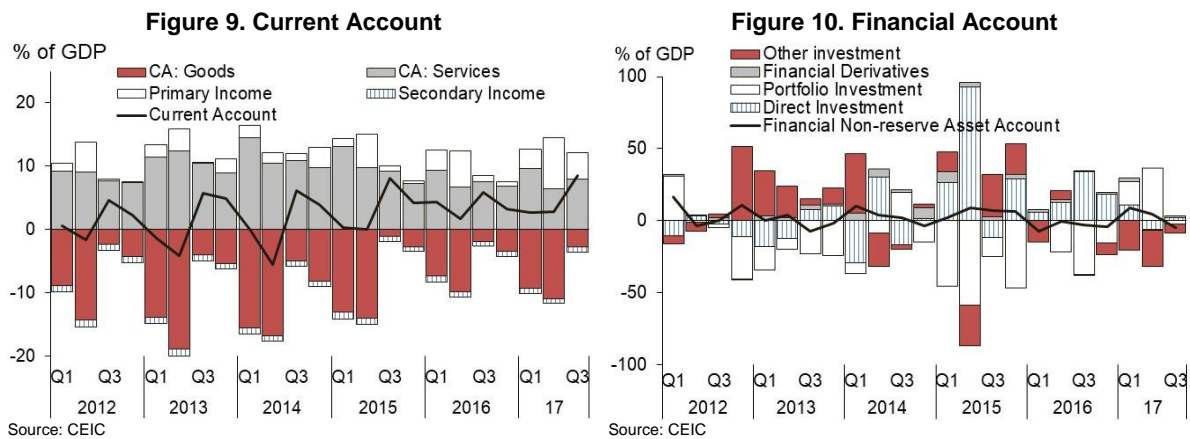 Figure 9. Current Account
% of GDP
CA: Goods
CA: Services
Primary Income
Secondary Income
Current Account
20
10
0
-10
-20
Q1 Q3 Q1 Q3 Q1 Q3 Q1 Q3 Q1 Q3 Q1 Q3
2012 2013 2014 2015 2016 17
Source: CEIC
Figure 10. Financial Account
% of GDP
Other investment
Financial Derivatives
Portfolio Investment
Direct Investment
Financial Non-reserve Asset Account
100
50
0
-50
-100
Q1 Q3 Q1 Q3 Q1 Q3 Q1 Q3 Q1 Q3 Q1 Q3
2012 2013 2014 2015 2016 17
Source: CEIC